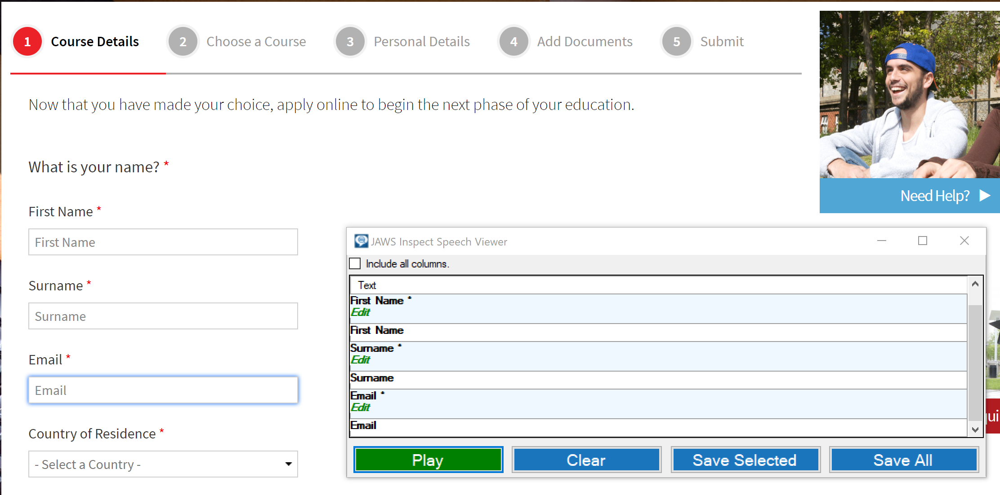 1 Course Details 2 Choose a Course 3 Personal Details 4 Add Documents 5 Submit
Now that you have made your choice, apply online to begin the next phase of your education.
What is your name? *
First Name *
First Name
Surname *
Surname
Email *
Email
Country of Residence *
- Select a Country -
Need Help?
JAWS Inspect Speech Viewer
Include all columns.
Text
First Name *
Edit
First Name
Surname *
Edit
Surname
Email *
Edit
Email
Play Clear Save Selected Save All